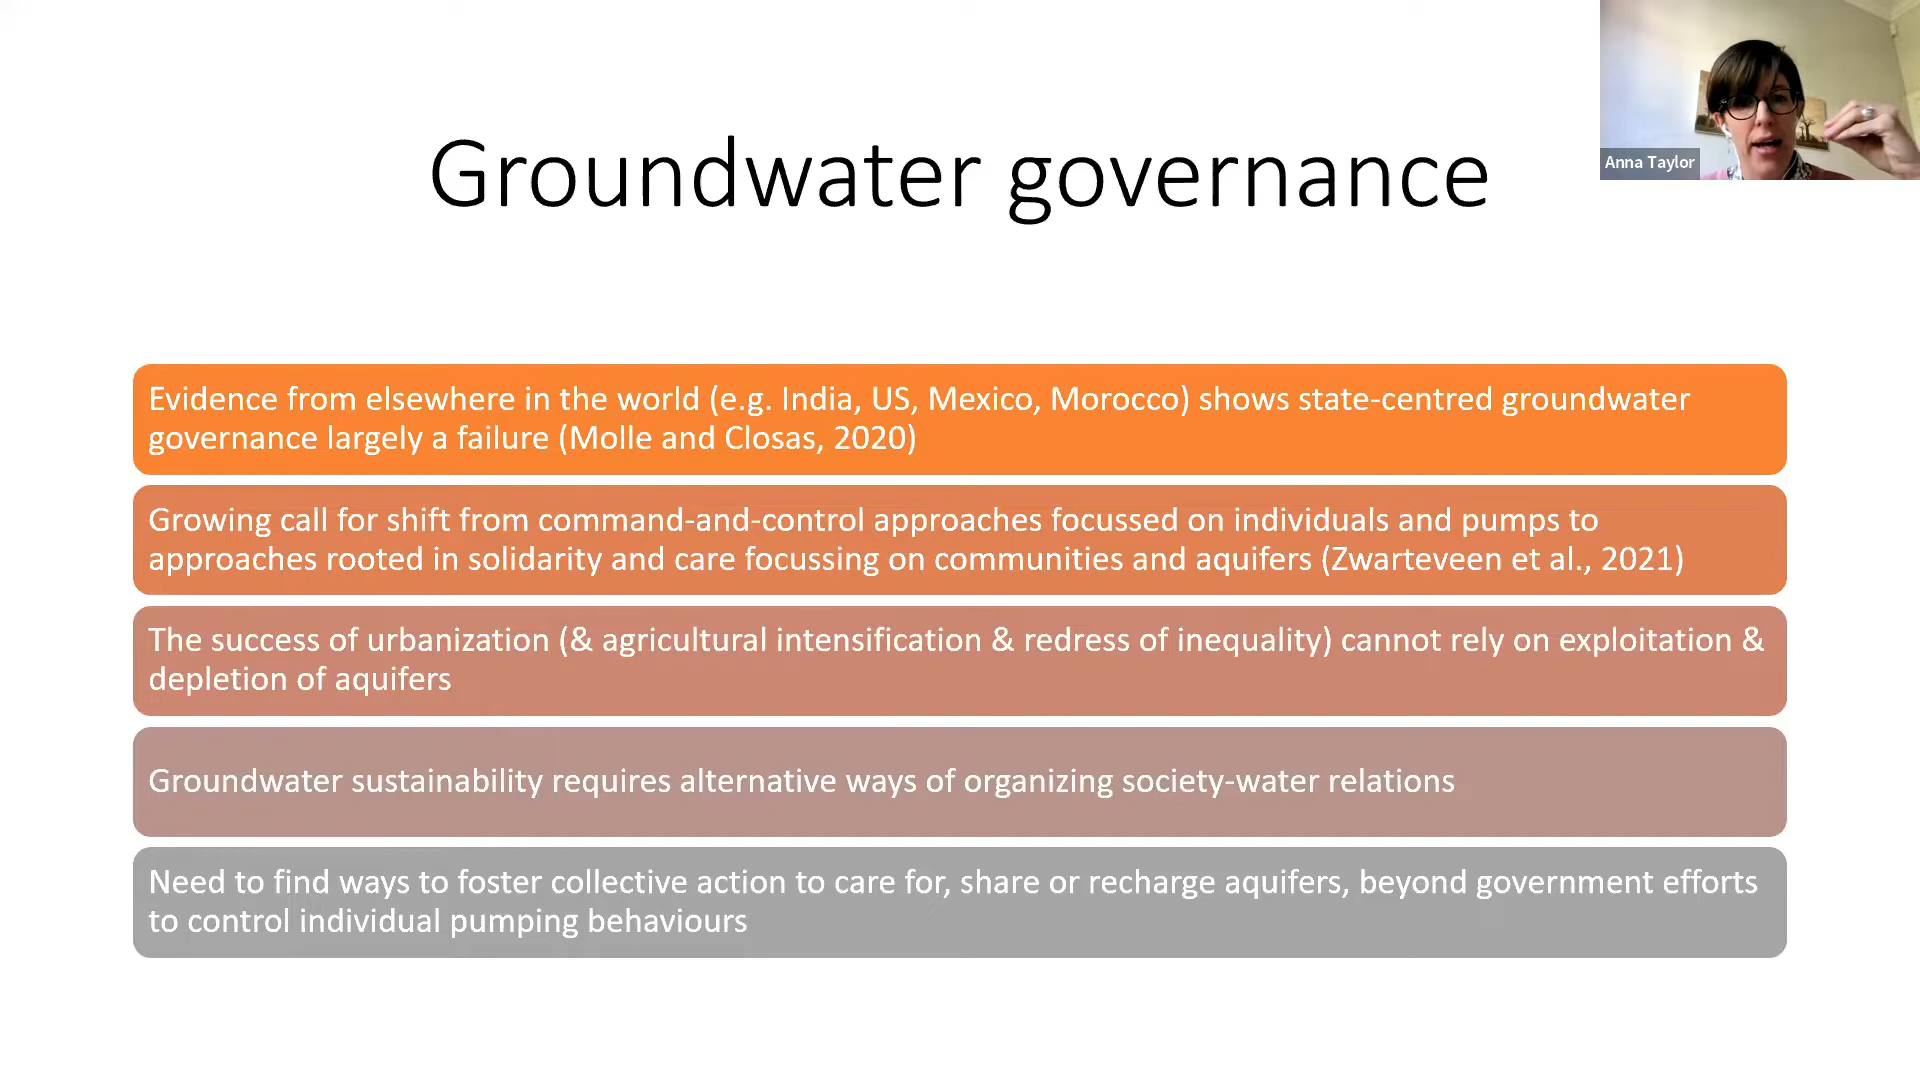 Groundwater governance
Anna Taylor
Evidence from elsewhere in the world (e.g. India, US, Mexico, Morocco) shows state-centred groundwater
governance largely a failure (Molle and Closas, 2020)
Growing call for shift from command-and-control approaches focussed on individuals and pumps to
approaches rooted in solidarity and care focussing on communities and aquifers (Zwarteveen et al., 2021)
The success of urbanization (& agricultural intensification & redress of inequality) cannot rely on exploitation &
depletion of aquifers
Groundwater sustainability requires alternative ways of organizing society-water relations
Need to find ways to foster collective action to care for, share or recharge aquifers, beyond government efforts
to control individual pumping behaviours